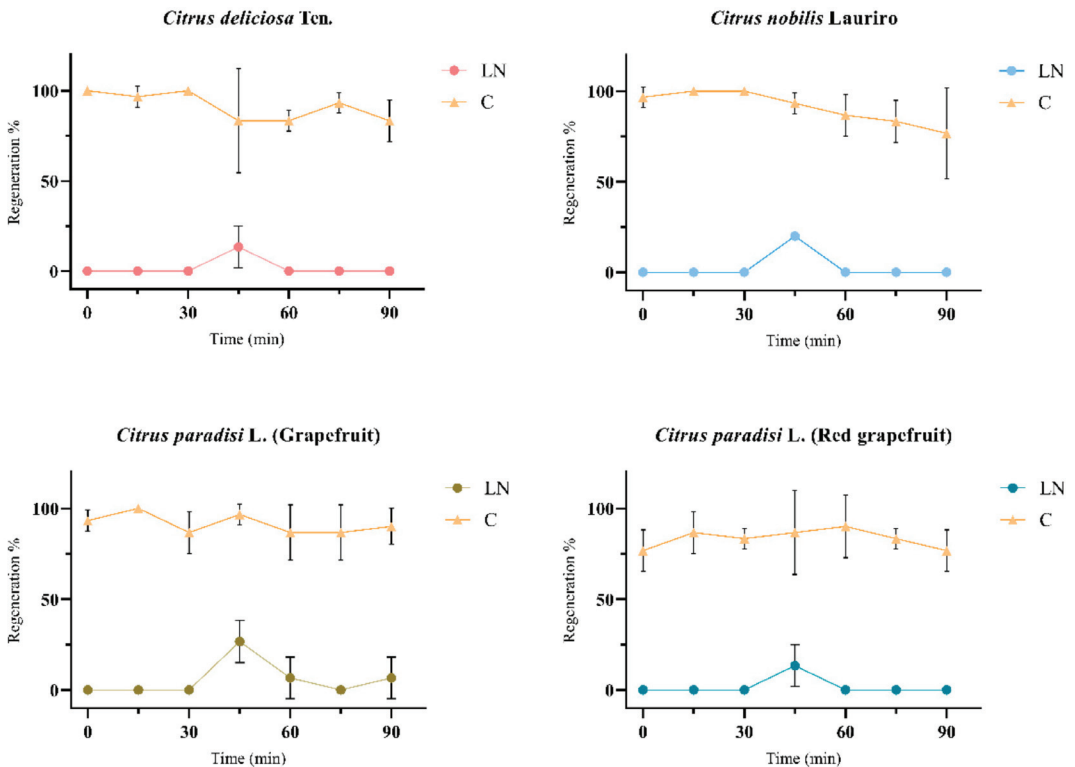 Citrus deliciosa Ten.
LN
C
Regeneration %
100
50
0
0 30 60 90
Time (min)
Citrus nobilis Lauriro
LN
C
Regeneration %
100
50
0
0 30 60 90
Time (min)
Citrus paradisi L. (Grapefruit)
LN
C
Regeneration %
100
50
0
0 30 60 90
Time (min)
Citrus paradisi L. (Red grapefruit)
LN
C
Regeneration %
100
50
0
0 30 60 90
Time (min)